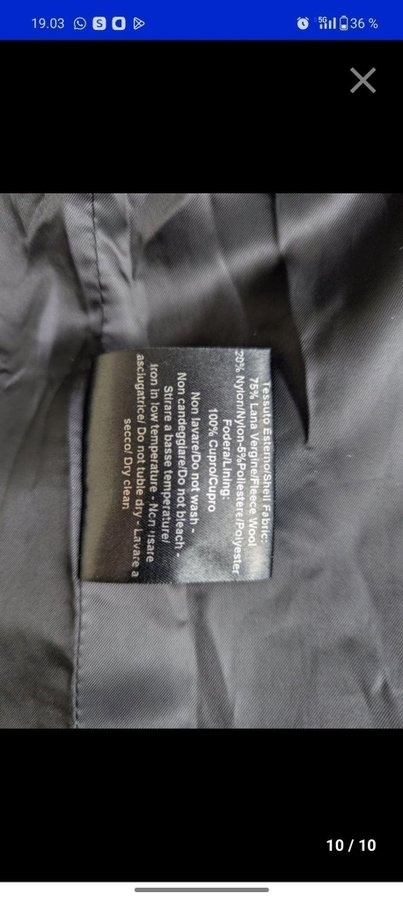 19.03
5G
36 %
Tessuto Esterno/Shell Fabric:
75% Lana Vergine/Fleece Wool
20% Nylon/Nylon-5%Poliestere/Polyester
Fodera/Lining:
100% Cupro/Cupro
Non lavare/Do not wash -
Non candeggiare/Do not bleach -
Stirare a basse temperature/
Iron in low temperature - Non usare
asciugatrice/ Do not tuble dry - Lavare a
secco/ Dry clean
10 / 10